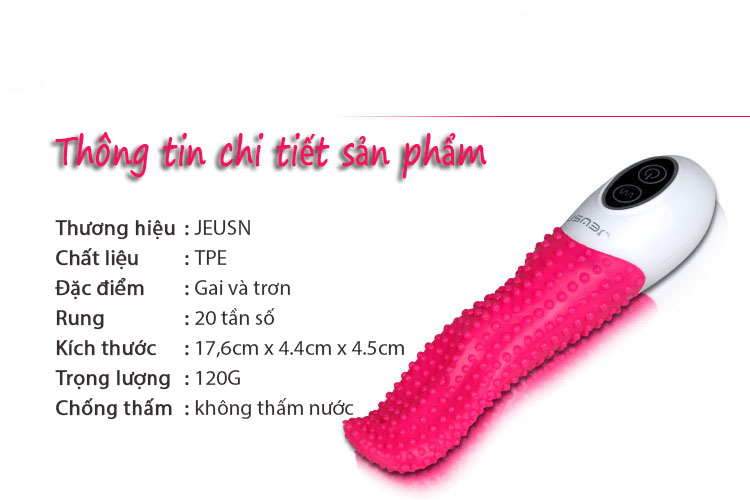 Thông tin chi tiết sản phẩm
Thương hiệu : JEUSN
Chất liệu : TPE
Đặc điểm : Gai và trơn
Rung : 20 tần số
Kích thước : 17,6cm x 4.4cm x 4.5cm
Trọng lượng : 120G
Chống thấm : không thấm nước
JEUSN